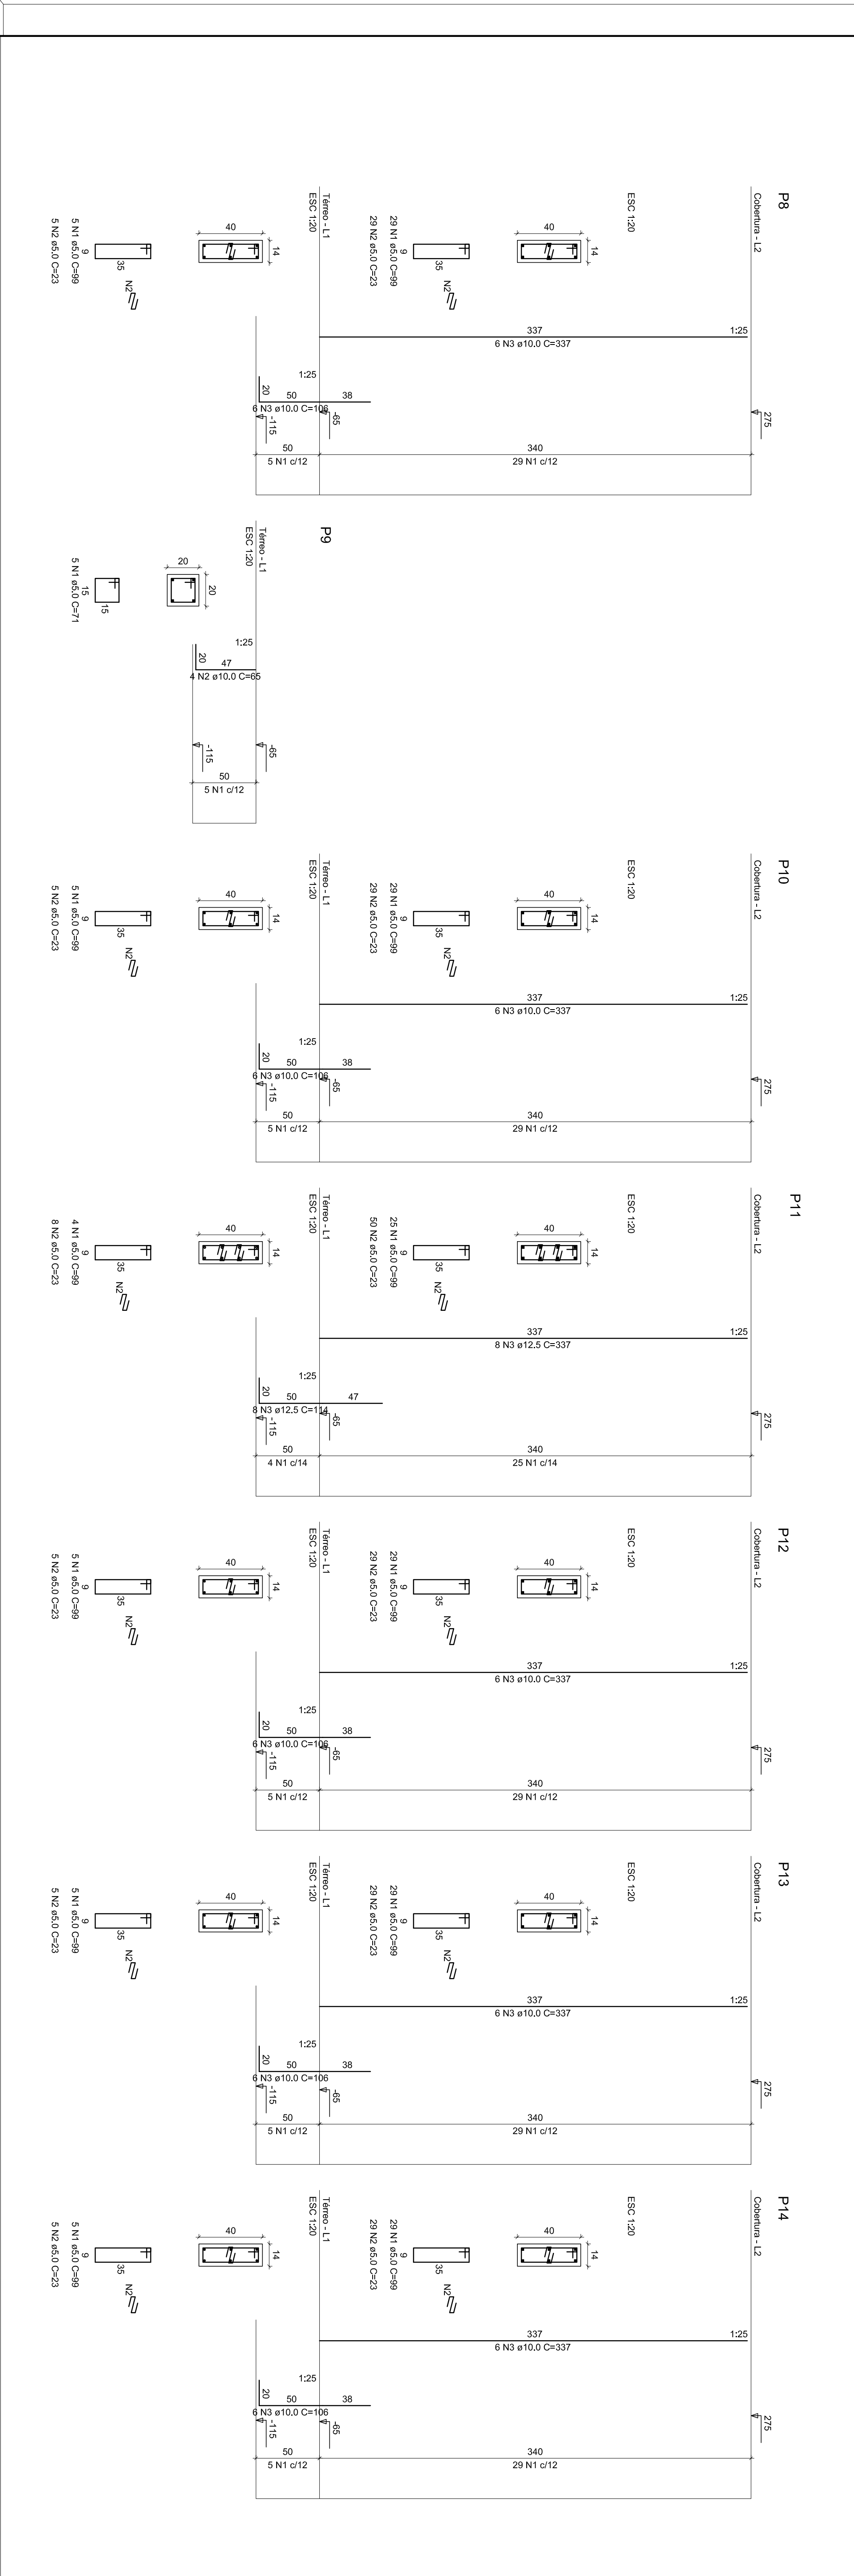 P8
Cobertura - L2
ESC 1:20
40
14
9
35
N2
29 N1 ø5.0 C=99
29 N2 ø5.0 C=23
1:25
337
6 N3 ø10.0 C=337
275
340
29 N1 c/12
Térreo - L1
ESC 1:20
40
14
9
35
N2
5 N1 ø5.0 C=99
5 N2 ø5.0 C=23
1:25
20
50
38
6 N3 ø10.0 C=106
-65
-115
50
5 N1 c/12
P9
Térreo - L1
ESC 1:20
20
20
15
15
5 N1 ø5.0 C=71
1:25
20
47
4 N2 ø10.0 C=65
-65
-115
50
5 N1 c/12
P10
Cobertura - L2
ESC 1:20
40
14
9
35
N2
29 N1 ø5.0 C=99
29 N2 ø5.0 C=23
1:25
337
6 N3 ø10.0 C=337
275
340
29 N1 c/12
Térreo - L1
ESC 1:20
40
14
9
35
N2
5 N1 ø5.0 C=99
5 N2 ø5.0 C=23
1:25
20
50
38
6 N3 ø10.0 C=106
-65
-115
50
5 N1 c/12
P11
Cobertura - L2
ESC 1:20
40
14
9
35
N2
25 N1 ø5.0 C=99
50 N2 ø5.0 C=23
1:25
337
8 N3 ø12.5 C=337
275
340
25 N1 c/14
Térreo - L1
ESC 1:20
40
14
9
35
N2
4 N1 ø5.0 C=99
8 N2 ø5.0 C=23
1:25
20
50
47
8 N3 ø12.5 C=114
-65
-115
50
4 N1 c/14
P12
Cobertura - L2
ESC 1:20
40
14
9
35
N2
29 N1 ø5.0 C=99
29 N2 ø5.0 C=23
1:25
337
6 N3 ø10.0 C=337
275
340
29 N1 c/12
Térreo - L1
ESC 1:20
40
14
9
35
N2
5 N1 ø5.0 C=99
5 N2 ø5.0 C=23
1:25
20
50
38
6 N3 ø10.0 C=106
-65
-115
50
5 N1 c/12
P13
Cobertura - L2
ESC 1:20
40
14
9
35
N2
29 N1 ø5.0 C=99
29 N2 ø5.0 C=23
1:25
337
6 N3 ø10.0 C=337
275
340
29 N1 c/12
Térreo - L1
ESC 1:20
40
14
9
35
N2
5 N1 ø5.0 C=99
5 N2 ø5.0 C=23
1:25
20
50
38
6 N3 ø10.0 C=106
-65
-115
50
5 N1 c/12
P14
Cobertura - L2
ESC 1:20
40
14
9
35
N2
29 N1 ø5.0 C=99
29 N2 ø5.0 C=23
1:25
337
6 N3 ø10.0 C=337
275
340
29 N1 c/12
Térreo - L1
ESC 1:20
40
14
9
35
N2
5 N1 ø5.0 C=99
5 N2 ø5.0 C=23
1:25
20
50
38
6 N3 ø10.0 C=106
-65
-115
50
5 N1 c/12